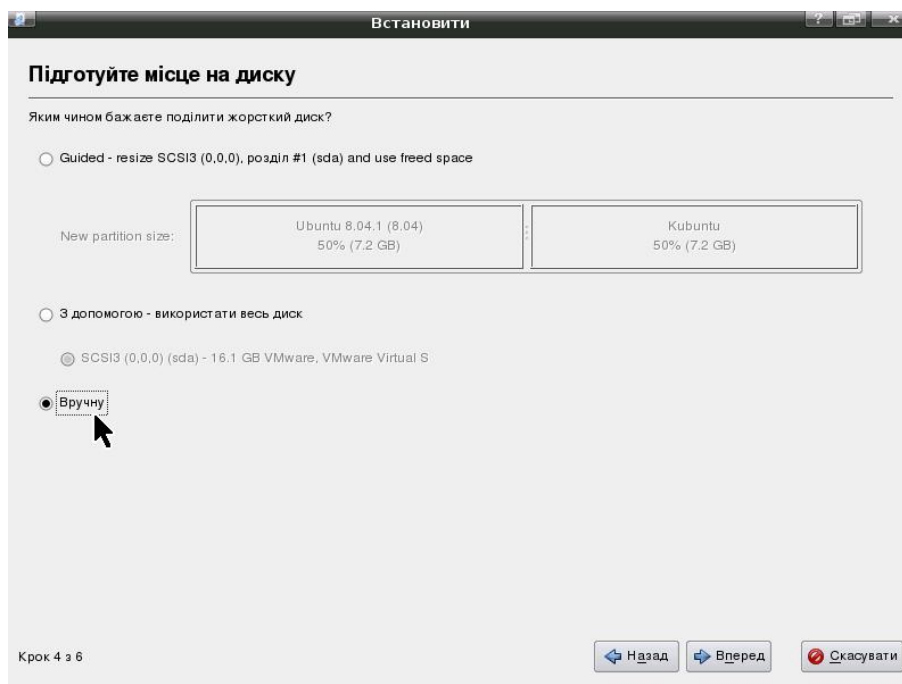 Встановити
Підготуйте місце на диску
Яким чином бажаєте поділити жорсткий диск?
Guided - resize SCSI3 (0,0,0), розділ #1 (sda) and use freed space
New partition size:
Ubuntu 8.04.1 (8.04)
50% (7.2 GB)
Kubuntu
50% (7.2 GB)
З допомогою - використати весь диск
SCSI3 (0,0,0) (sda) - 16.1 GB VMware, VMware Virtual S
Вручну
Крок 4 з 6
Назад
Вперед
Скасувати